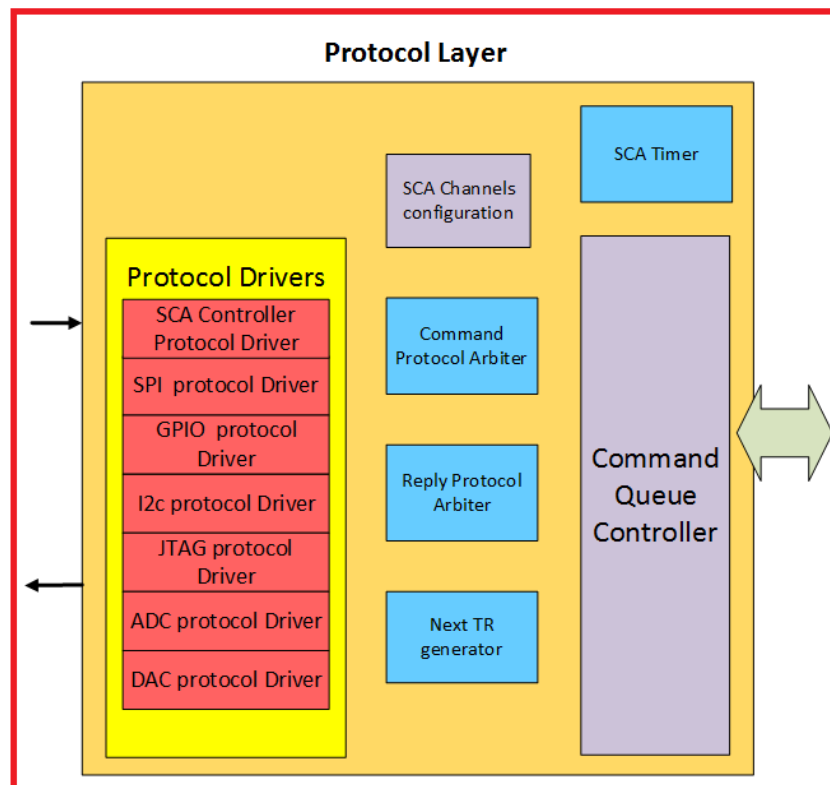 Protocol Layer
SCA Timer
SCA Channels
configuration
Protocol Drivers
SCA Controller
Protocol Driver
SPI protocol Driver
GPIO protocol
Driver
I2c protocol Driver
JTAG protocol
Driver
ADC protocol Driver
DAC protocol Driver
Command
Protocol Arbiter
Reply Protocol
Arbiter
Next TR
generator
Command
Queue
Controller